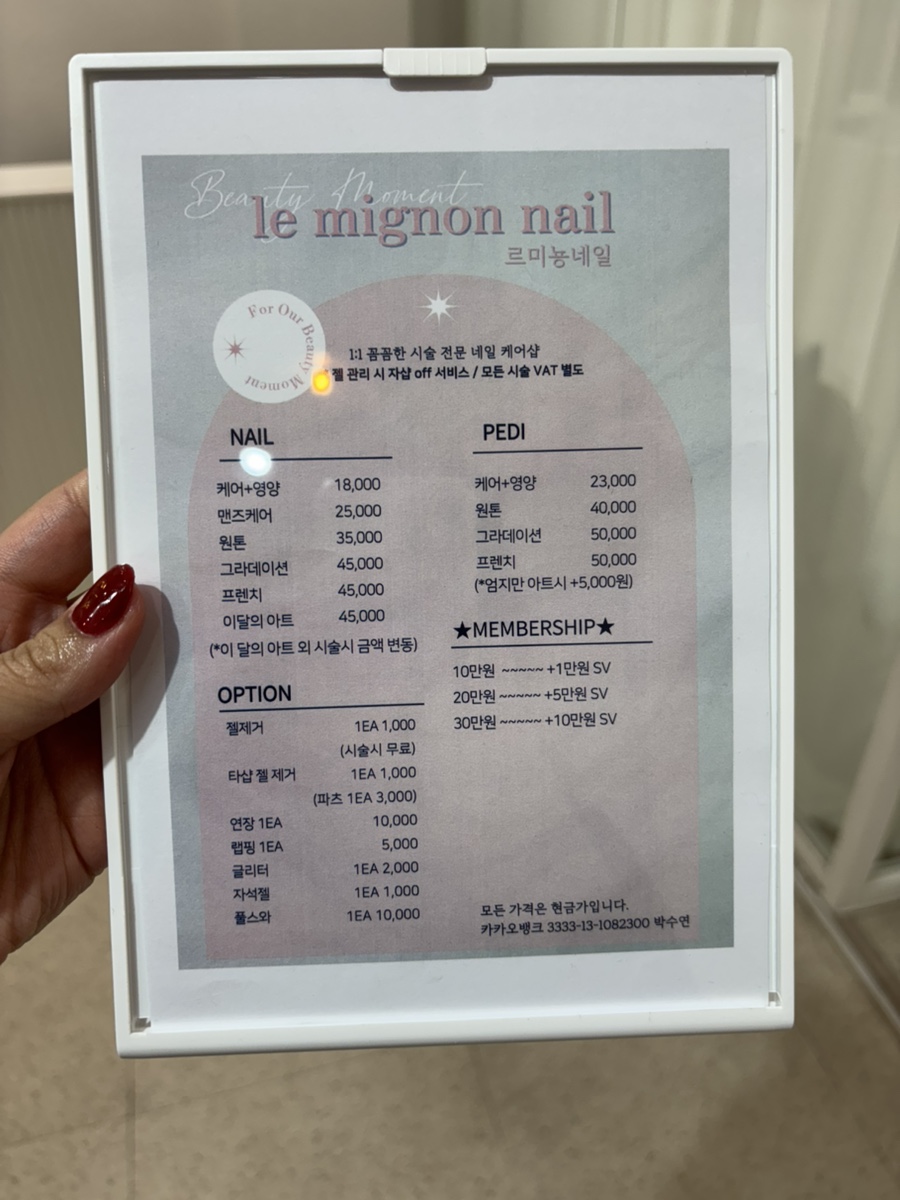 Beauty Moment
le mignon nail
르미뇽네일
For Our Beauty Moment
1:1 꼼꼼한 시술 전문 네일 케어샵
젤 관리 시 자샵 off 서비스 / 모든 시술 VAT 별도
NAIL
케어+영양 18,000
맨즈케어 25,000
원톤 35,000
그라데이션 45,000
프렌치 45,000
이달의 아트 45,000
(*이 달의 아트 외 시술시 금액 변동)
OPTION
젤제거 1EA 1,000
(시술시 무료)
타샵 젤 제거 1EA 1,000
(파츠 1EA 3,000)
연장 1EA 10,000
랩핑 1EA 5,000
글리터 1EA 2,000
자석젤 1EA 1,000
풀스와 1EA 10,000
PEDI
케어+영양 23,000
원톤 40,000
그라데이션 50,000
프렌치 50,000
(*엄지만 아트시 +5,000원)
★MEMBERSHIP★
10만원 ~~~~~ +1만원 SV
20만원 ~~~~~ +5만원 SV
30만원 ~~~~~ +10만원 SV
모든 가격은 현금가입니다.
카카오뱅크 3333-13-1082300 박수연